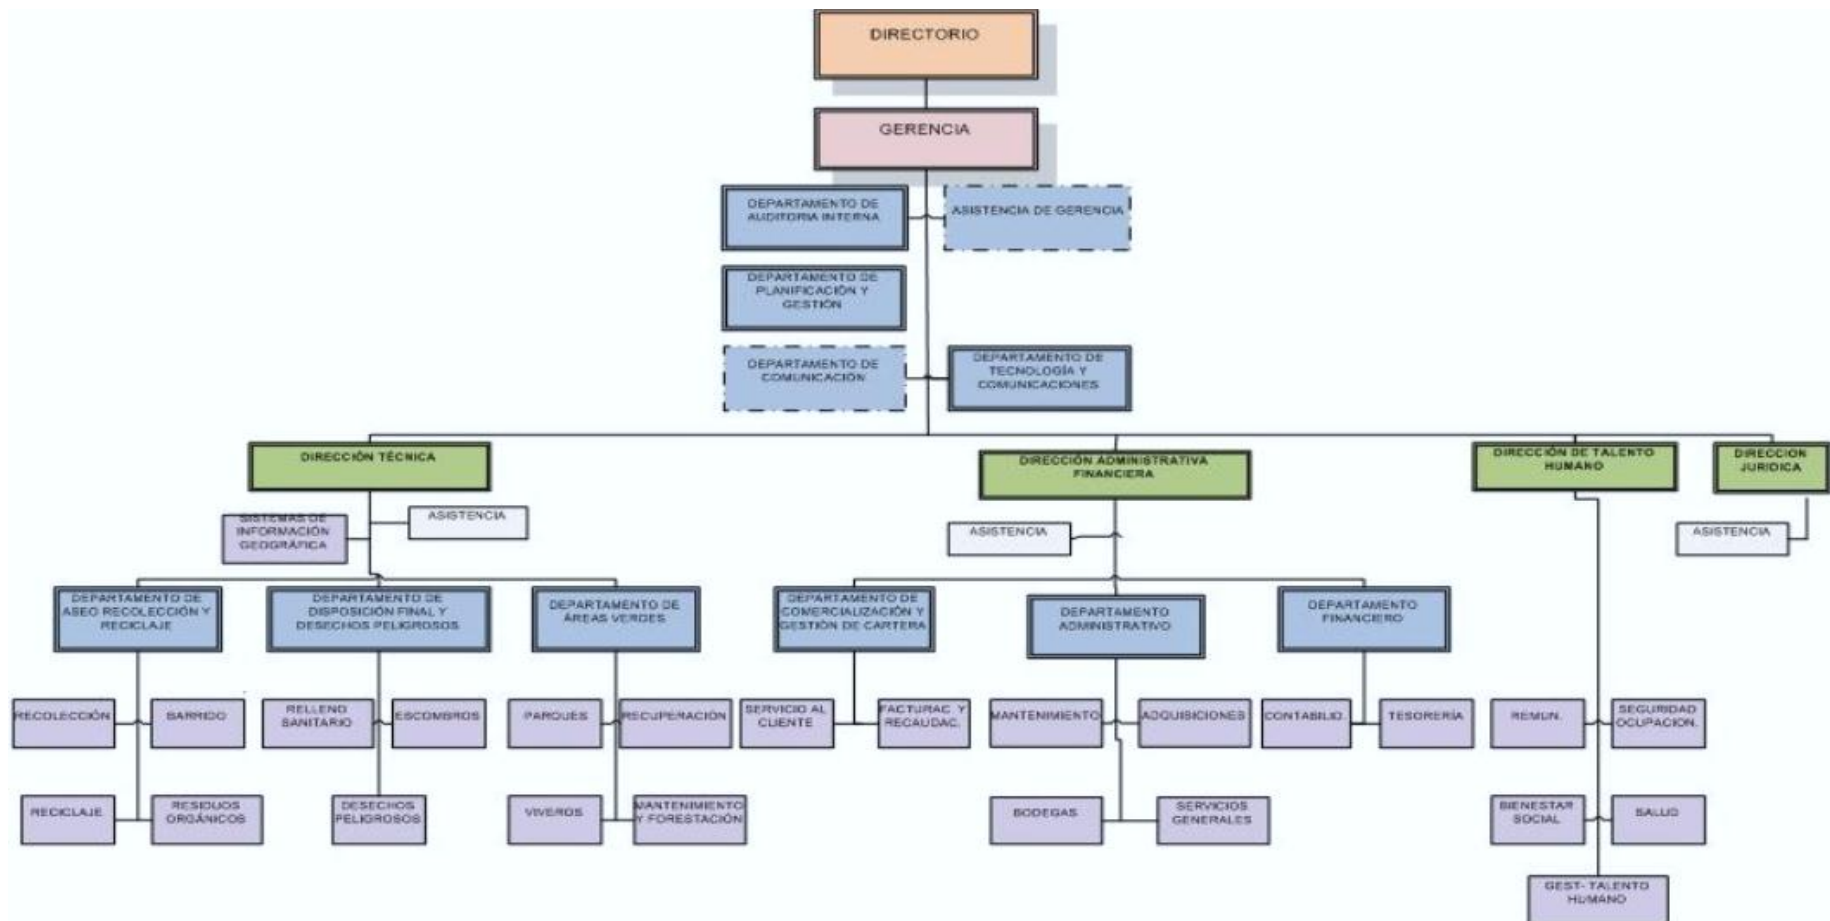 DIRECTORIO
GERENCIA
DEPARTAMENTO DE
AUDITORIA INTERNA
ASISTENCIA DE GERENCIA
DEPARTAMENTO DE
PLANIFICACIÓN Y
GESTIÓN
DEPARTAMENTO DE
COMUNICACIÓN
DEPARTAMENTO DE
TECNOLOGÍA Y
COMUNICACIONES
DIRECCIÓN TÉCNICA
DIRECCIÓN ADMINISTRATIVA
FINANCIERA
DIRECCIÓN DE TALENTO
HUMANO
DIRECCION
JURIDICA
SISTEMAS DE
INFORMACIÓN
GEOGRÁFICA
ASISTENCIA
ASISTENCIA
ASISTENCIA
DEPARTAMENTO DE
ASEO RECOLECCIÓN Y
RECICLAJE
DEPARTAMENTO DE
DISPOSICIÓN FINAL Y
DESECHOS PELIGROSOS
DEPARTAMENTO DE
ÁREAS VERDES
DEPARTAMENTO DE
COMERCIALIZACIÓN Y
GESTIÓN DE CARTERA
DEPARTAMENTO
ADMINISTRATIVO
DEPARTAMENTO
FINANCIERO
RECOLECCIÓN
BARRIDO
RELLENO
SANITARIO
ESCOMBROS
PARQUES
RECUPERACIÓN
SERVICIO AL
CLIENTE
FACTURAC. Y
RECAUDAC.
MANTENIMIENTO
ADQUISICIONES
CONTABILID.
TESORERÍA
REMUN.
SEGURIDAD
OCUPACION.
RECICLAJE
RESIDUOS
ORGÁNICOS
DESECHOS
PELIGROSOS
VIVEROS
MANTENIMIENTO
Y FORESTACIÓN
BODEGAS
SERVICIOS
GENERALES
BIENESTAR
SOCIAL
SALUD
GEST- TALENTO
HUMANO